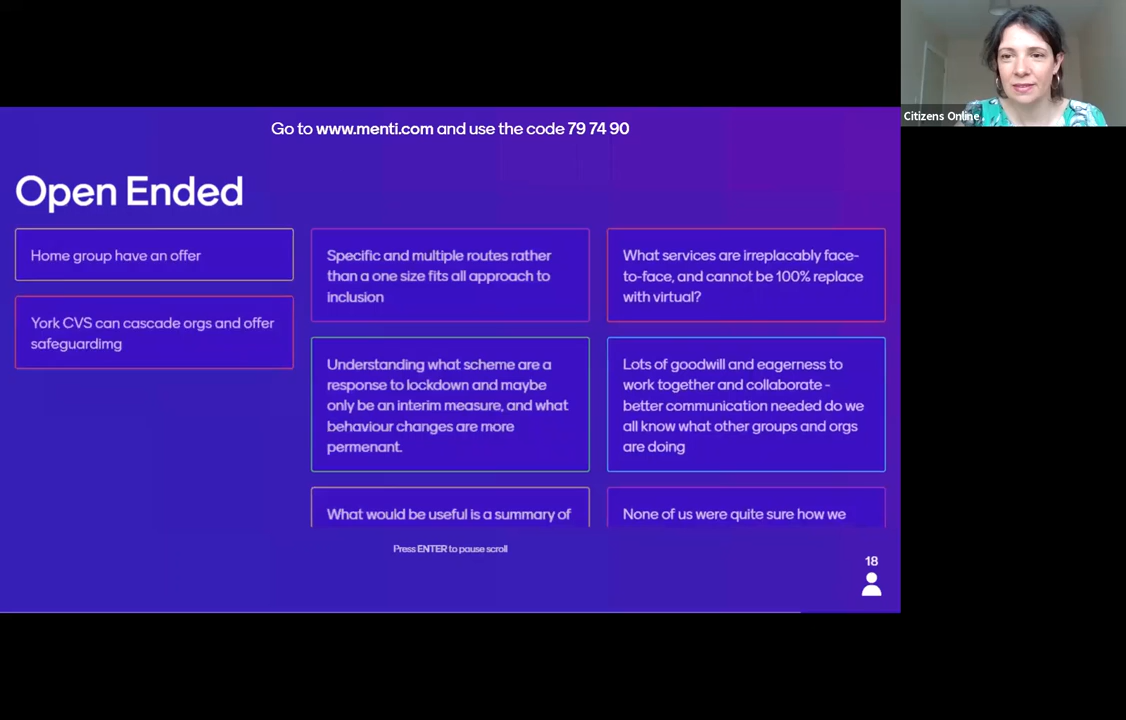 Go to www.menti.com and use the code 79 74 90
Citizens Online
Open Ended
Home group have an offer
York CVS can cascade orgs and offer
safeguardimg
Specific and multiple routes rather
than a one size fits all approach to
inclusion
Understanding what scheme are a
response to lockdown and maybe
only be an interim measure, and what
behaviour changes are more
permenant.
What would be useful is a summary of
What services are irreplacably face-
to-face, and cannot be 100% replace
with virtual?
Lots of goodwill and eagerness to
work together and collaborate -
better communication needed do we
all know what other groups and orgs
are doing
None of us were quite sure how we
Press ENTER to pause scroll
18